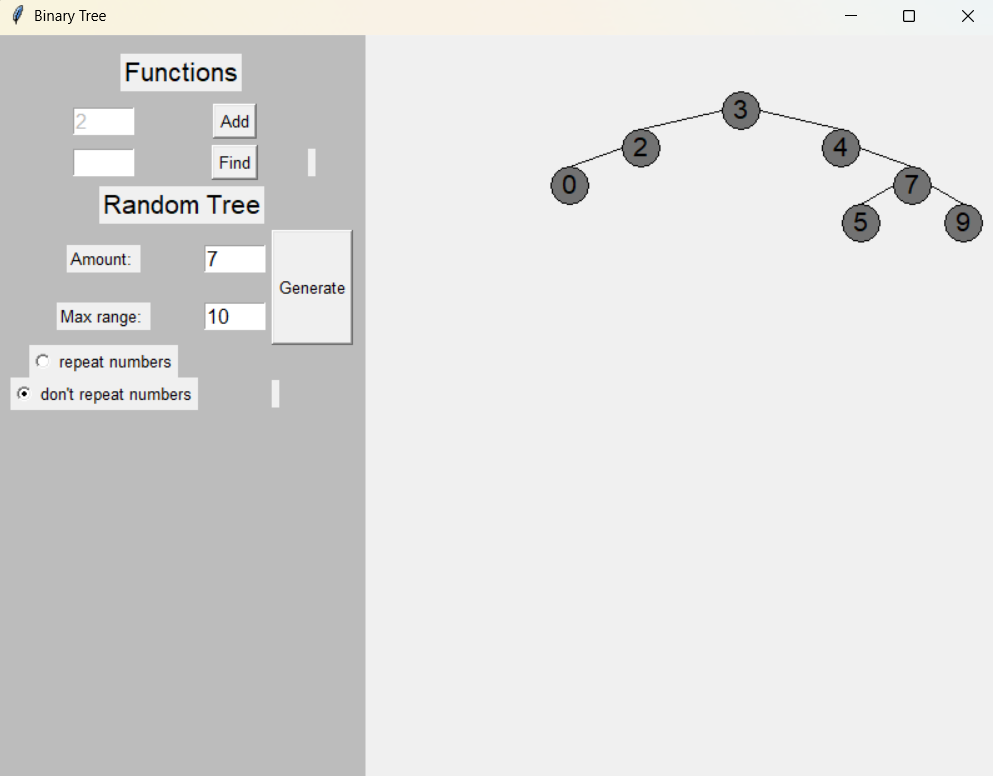 Binary Tree
Functions
2
Add
Find
Random Tree
Amount:
7
Generate
Max range:
10
repeat numbers
don't repeat numbers
3
2
4
0
7
5
9